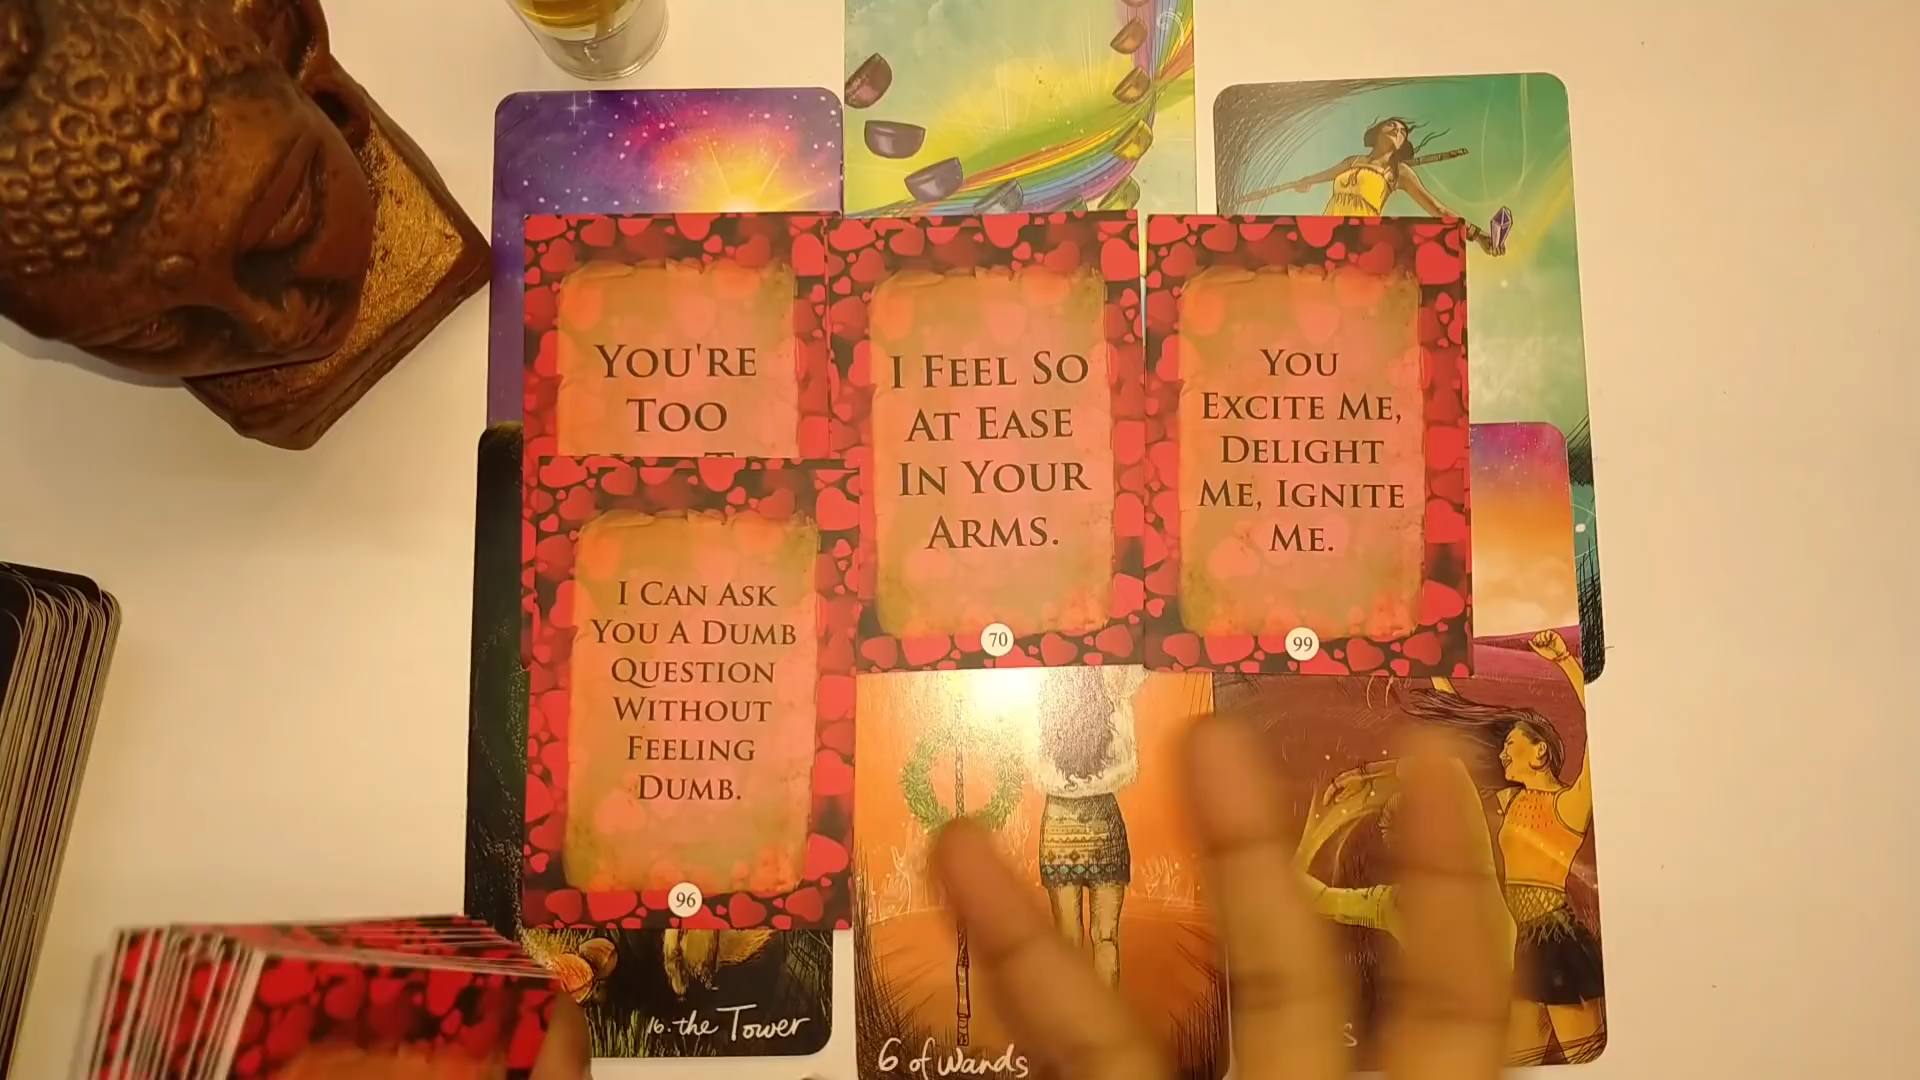 YOU'RE
TOO
I FEEL SO
AT EASE
IN YOUR
ARMS.
70
YOU
EXCITE ME,
DELIGHT
ME, IGNITE
ME.
99
I CAN ASK
YOU A DUMB
QUESTION
WITHOUT
FEELING
DUMB.
96
16. the Tower
6 of Wands